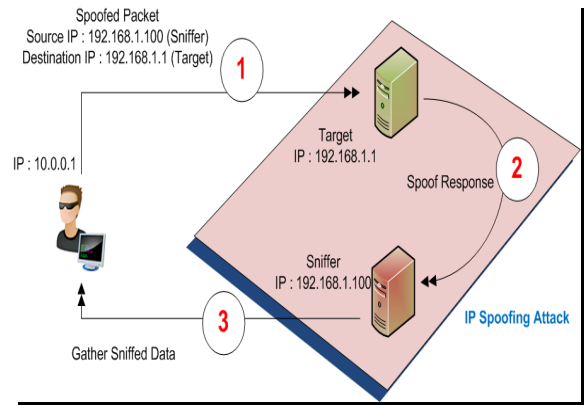 Spoofed Packet
Source IP : 192.168.1.100 (Sniffer)
Destination IP : 192.168.1.1 (Target)
1
Target
IP : 192.168.1.1
IP : 10.0.0.1
2
Spoof Response
Sniffer
IP : 192.168.1.100
3
IP Spoofing Attack
Gather Sniffed Data